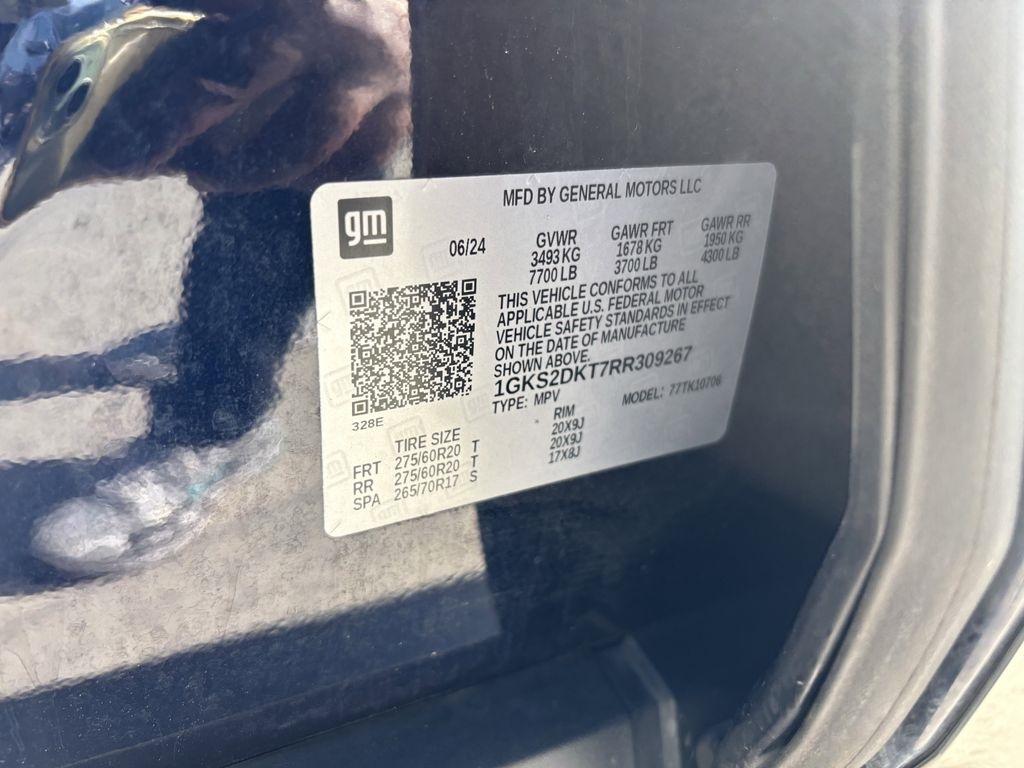 gm
MFD BY GENERAL MOTORS LLC
06/24
GVWR
3493 KG
7700 LB
GAWR FRT
1678 KG
3700 LB
GAWR RR
1950 KG
4300 LB
THIS VEHICLE CONFORMS TO ALL
APPLICABLE U.S. FEDERAL MOTOR
VEHICLE SAFETY STANDARDS IN EFFECT
ON THE DATE OF MANUFACTURE
SHOWN ABOVE.
1GKS2DKT7RR309267
TYPE: MPV MODEL: 77TK10706
328E
TIRE SIZE RIM
FRT 275/60R20 T 20X9J
RR 275/60R20 T 20X9J
SPA 265/70R17 S 17X8J